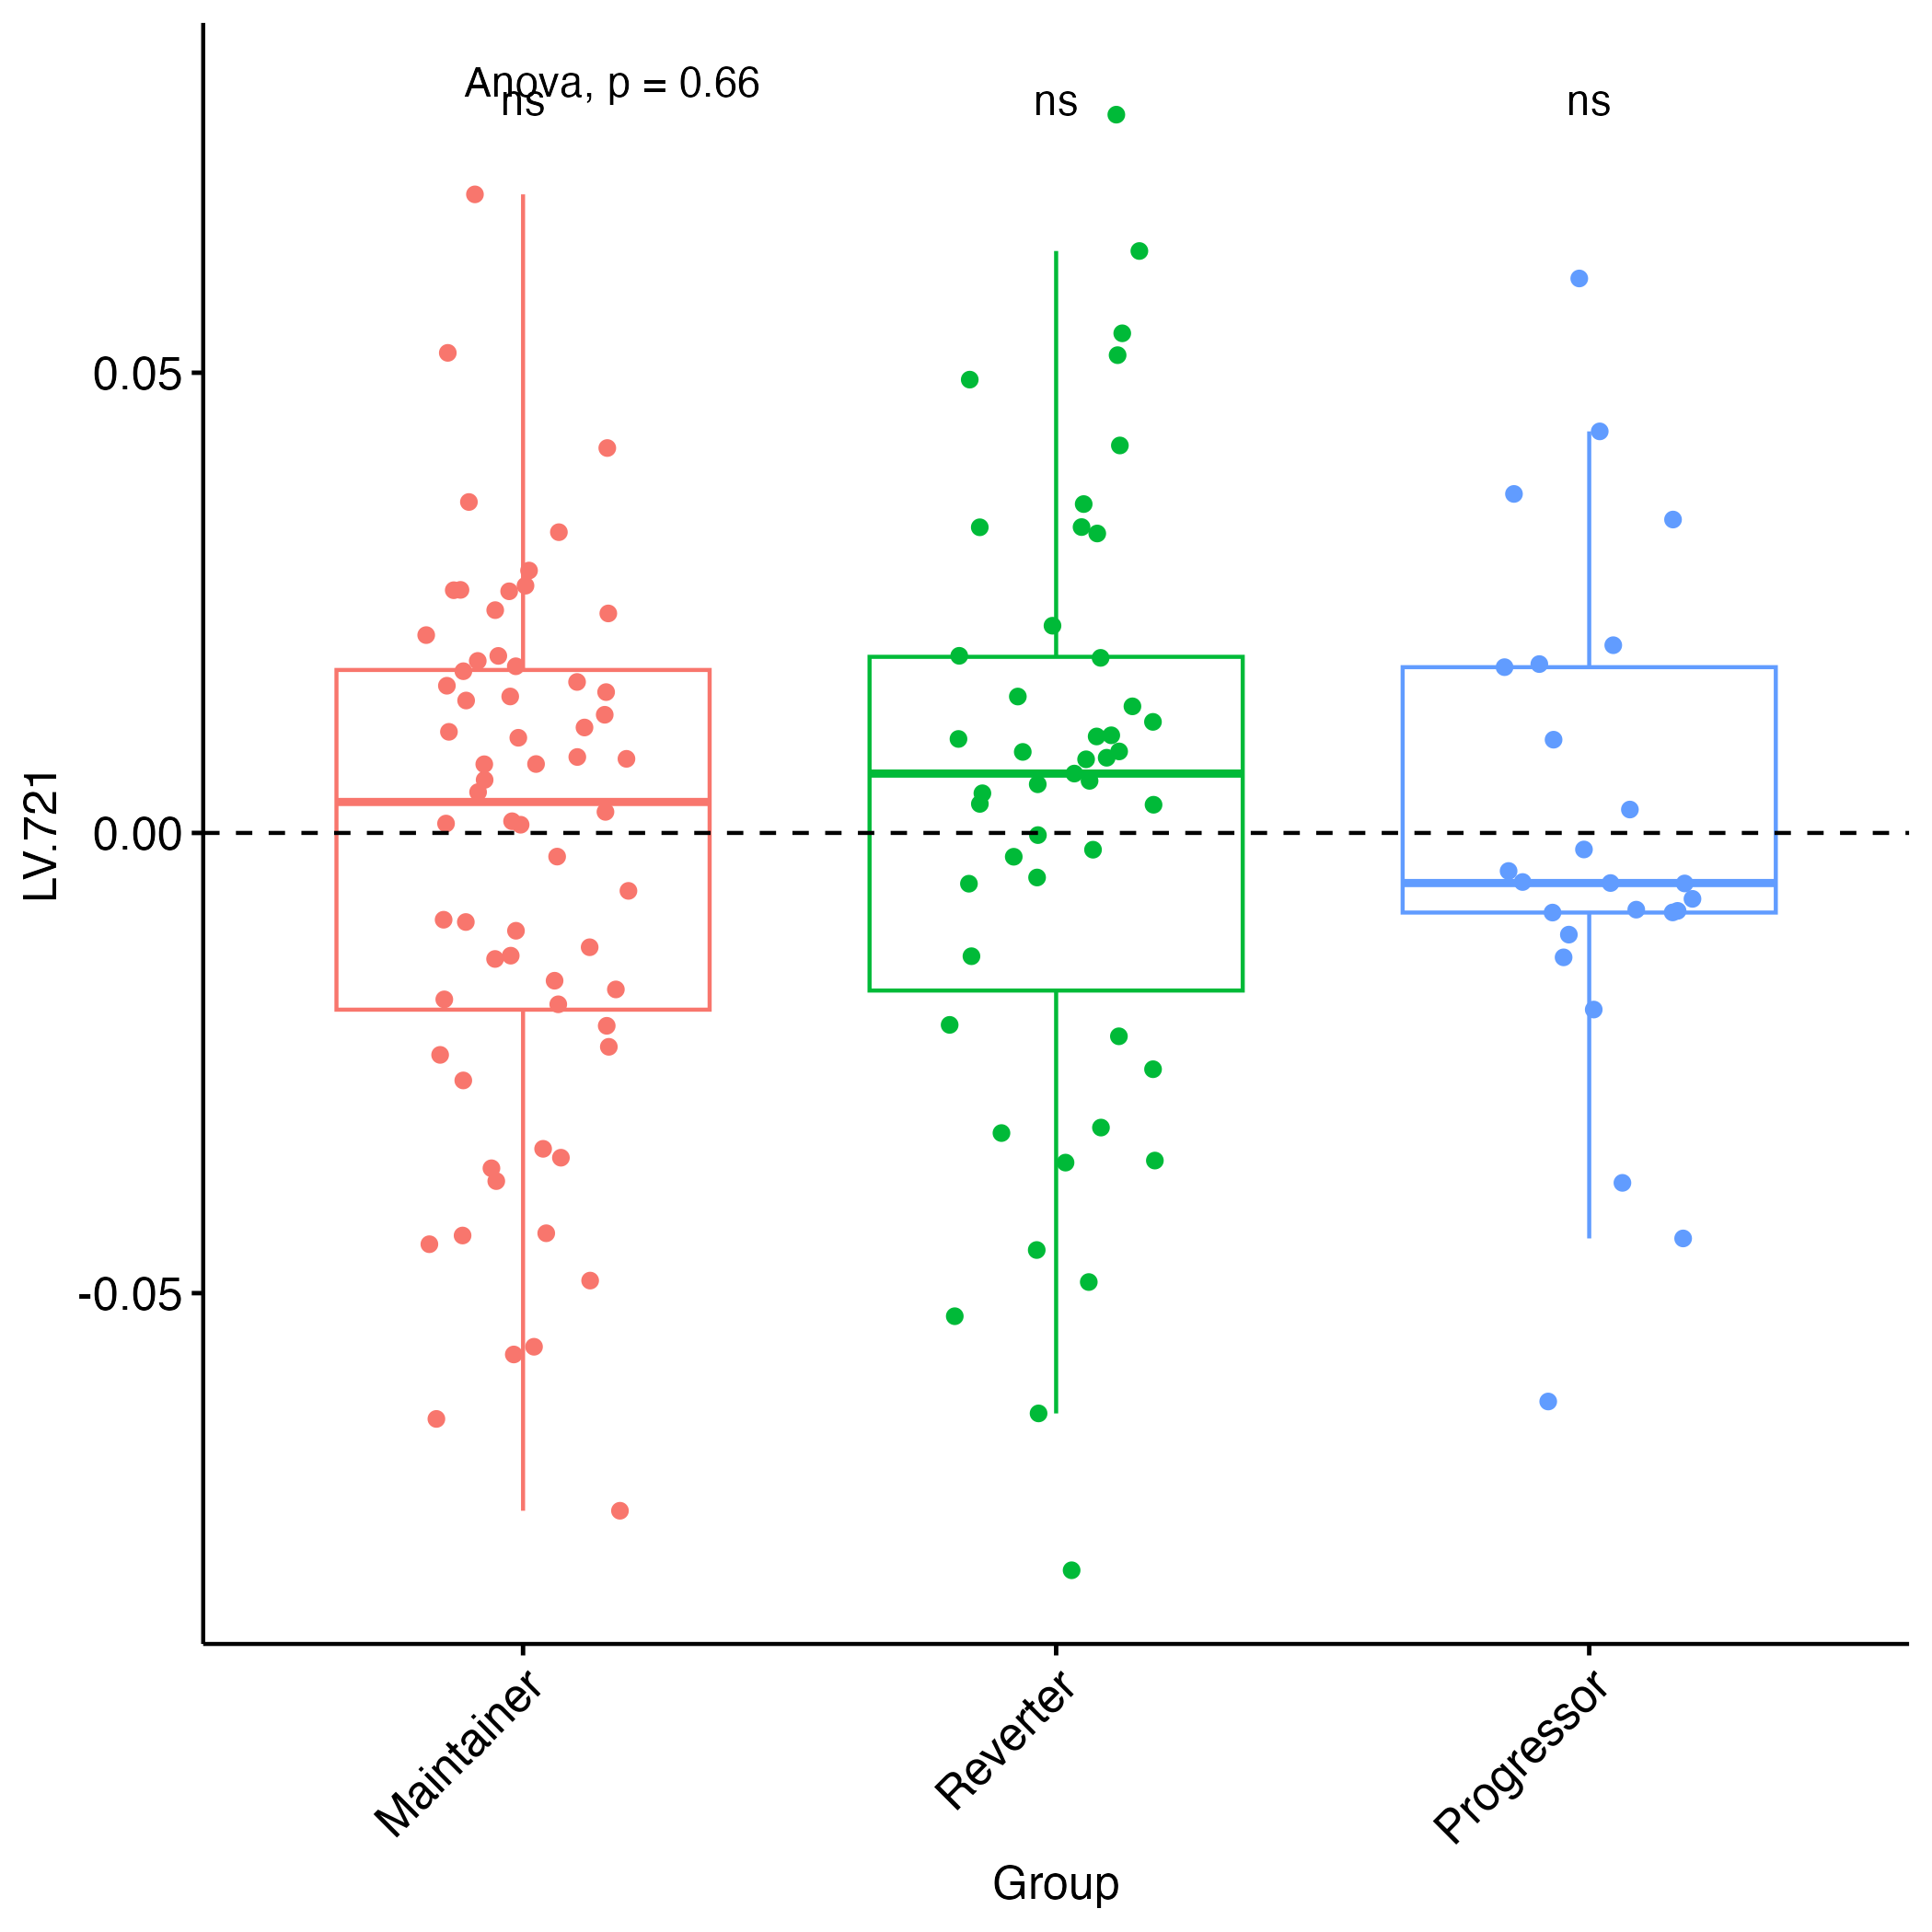 Anova, p = 0.66
ns
ns
ns
0.05
0.00
-0.05
LV.721
Maintainer
Reverter
Progressor
Group